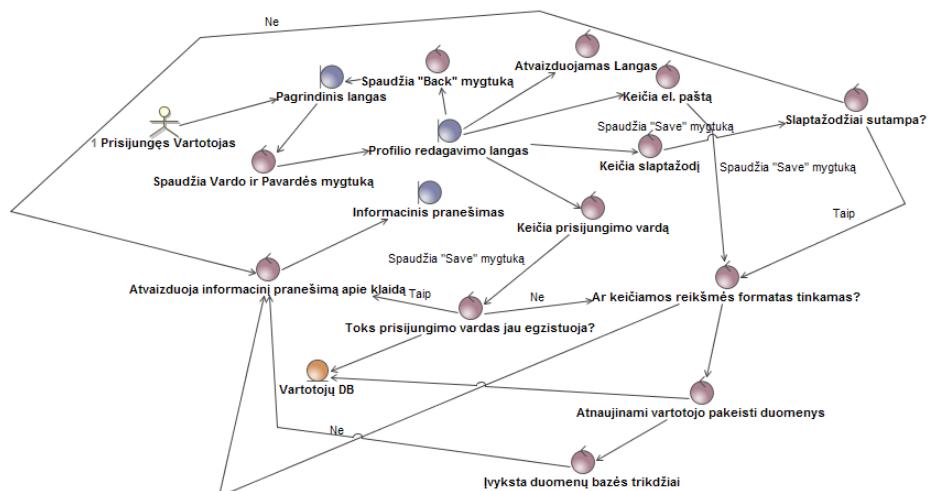 Ne
Atvaizduojamas Langas
Spaudžia "Back" mygtuką
Pagrindinis langas
Keičia el. paštą
Slaptažodžiai sutampa?
Spaudžia "Save" mygtuką
1 Prisijungęs Vartotojas
Profilio redagavimo langas
Keičia slaptažodį
Spaudžia "Save" mygtuką
Spaudžia Vardo ir Pavardės mygtuką
Informacinis pranešimas
Keičia prisijungimo vardą
Taip
Spaudžia "Save" mygtuką
Atvaizduoja informacinį pranešimą apie klaidą
Taip
Ne
Ar keičiamos reikšmės formatas tinkamas?
Toks prisijungimo vardas jau egzistuoja?
Vartotojų DB
Atnaujinami vartotojo pakeisti duomenys
Ne
Įvyksta duomenų bazės trikdžiai